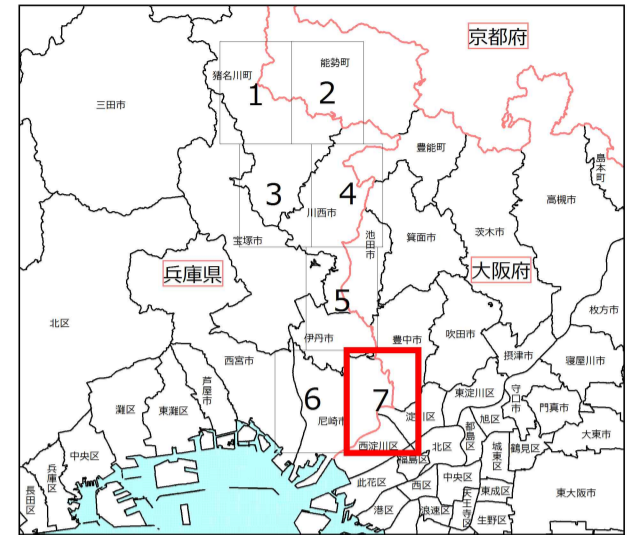 京都府
能勢町
猪名川町
1
2
三田市
豊能町
島本町
高槻市
3
4
川西市
池田市
箕面市
茨木市
宝塚市
兵庫県
大阪府
5
枚方市
北区
伊丹市
豊中市
吹田市
摂津市
寝屋川市
西宮市
芦屋市
6
7
尼崎市
淀川区
東淀川区
守口市
門真市
灘区
東灘区
旭区
都島区
大東市
西淀川区
北区
城東区
鶴見区
福島区
中央区
兵庫区
長田区
此花区
西区
中央区
東成区
天王寺区
東大阪市
港区
浪速区
生野区